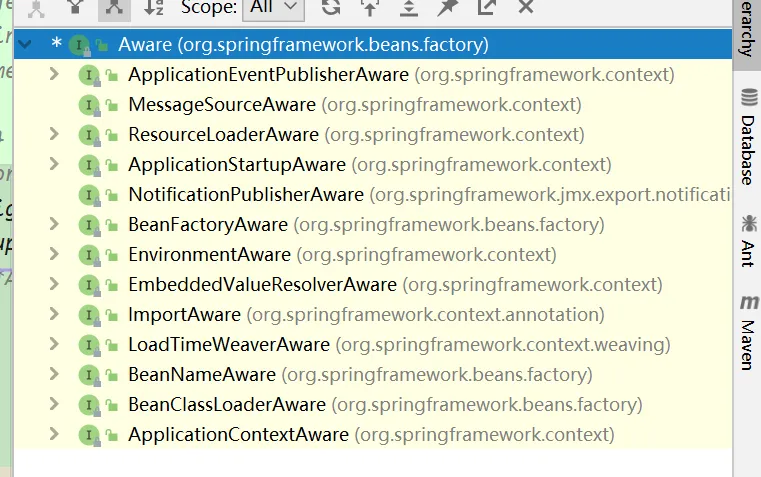 Scope: All
Aware (org.springframework.beans.factory)
ApplicationEventPublisherAware (org.springframework.context)
MessageSourceAware (org.springframework.context)
ResourceLoaderAware (org.springframework.context)
ApplicationStartupAware (org.springframework.context)
NotificationPublisherAware (org.springframework.jmx.export.notificati
BeanFactoryAware (org.springframework.beans.factory)
EnvironmentAware (org.springframework.context)
EmbeddedValueResolverAware (org.springframework.context)
ImportAware (org.springframework.context.annotation)
LoadTimeWeaverAware (org.springframework.context.weaving)
BeanNameAware (org.springframework.beans.factory)
BeanClassLoaderAware (org.springframework.beans.factory)
ApplicationContextAware (org.springframework.context)
erarchy
Database
Ant
Maven